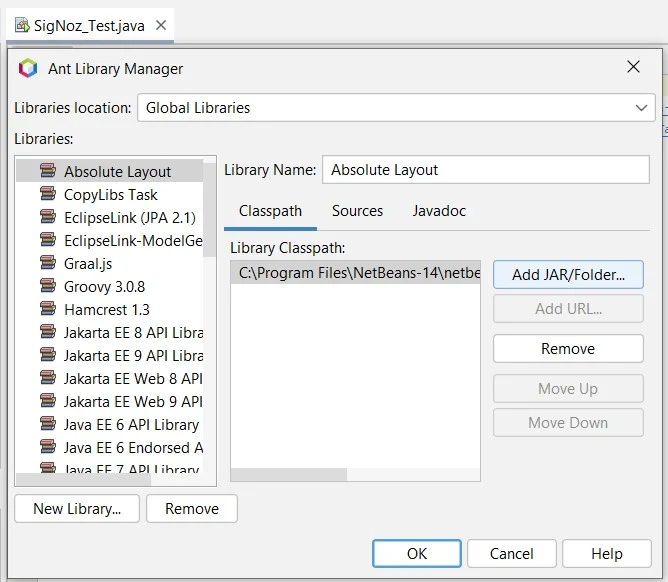 SigNoz_Test.java
Ant Library Manager
Libraries location: Global Libraries
Libraries:
Absolute Layout
CopyLibs Task
EclipseLink (JPA 2.1)
EclipseLink-ModelGe
Graal.js
Groovy 3.0.8
Hamcrest 1.3
Jakarta EE 8 API Libra
Jakarta EE 9 API Libra
Jakarta EE Web 8 API
Jakarta EE Web 9 API
Java EE 6 API Library
Java EE 6 Endorsed A
Java EE 7 API Library
Library Name: Absolute Layout
Classpath Sources Javadoc
Library Classpath:
C:\Program Files\NetBeans-14\netbe
Add JAR/Folder...
Add URL...
Remove
Move Up
Move Down
New Library... Remove
OK Cancel Help